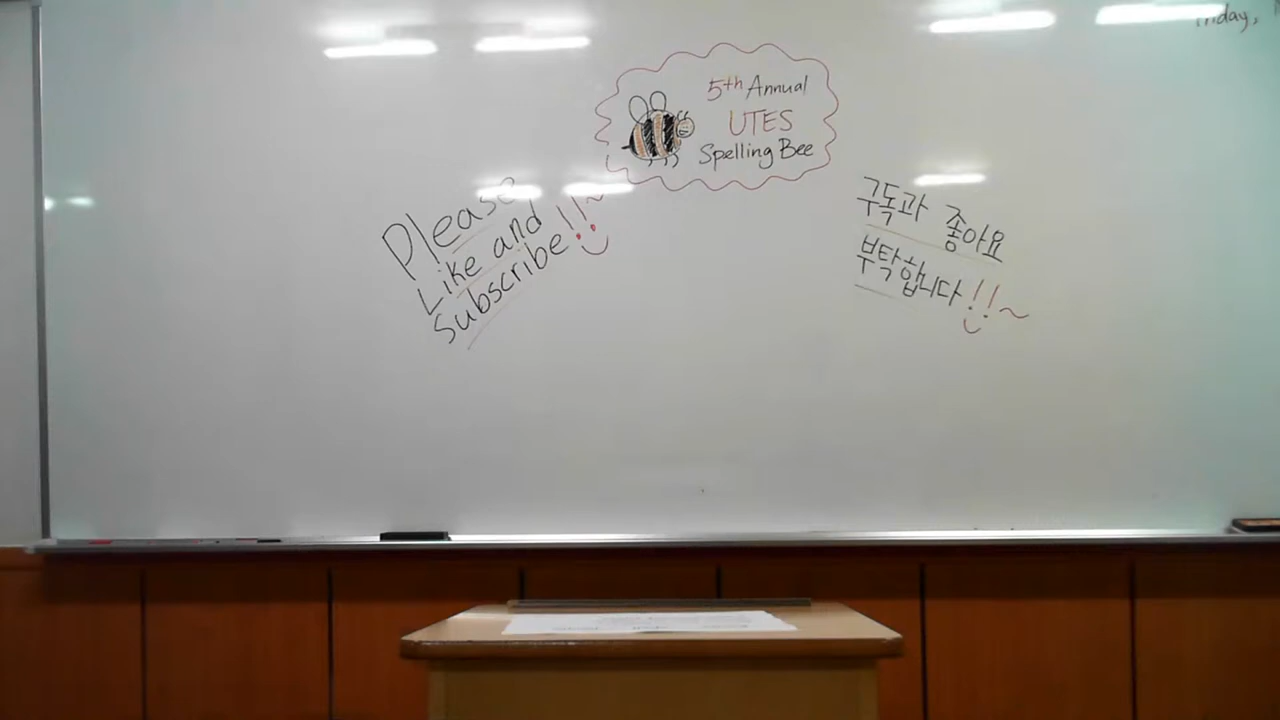 5th Annual
UTES
Spelling Bee
Please
Like and
Subscribe!!~
구독과 좋아요
부탁합니다!!~